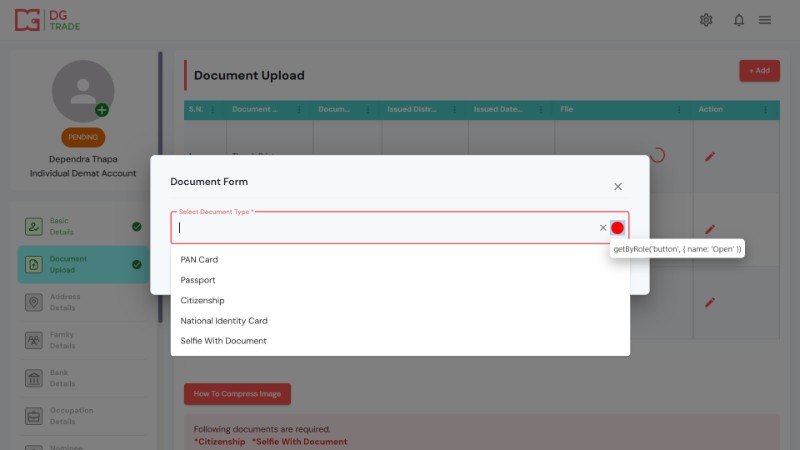 DG
TRADE
Document Upload
+ Add
S.N.
Document ...
Docum...
Issued Distr...
Issued Date...
File
Action
PENDING
Dependra Thapa
Individual Demat Account
Document Form
Select Document Type *
getByRole('button', { name: 'Open' })
PAN Card
Passport
Citizenship
National Identity Card
Selfie With Document
Basic
Details
Document
Upload
Address
Details
Family
Details
Bank
Details
Occupation
Details
Nominee
How To Compress Image
Following documents are required.
*Citizenship *Selfie With Document